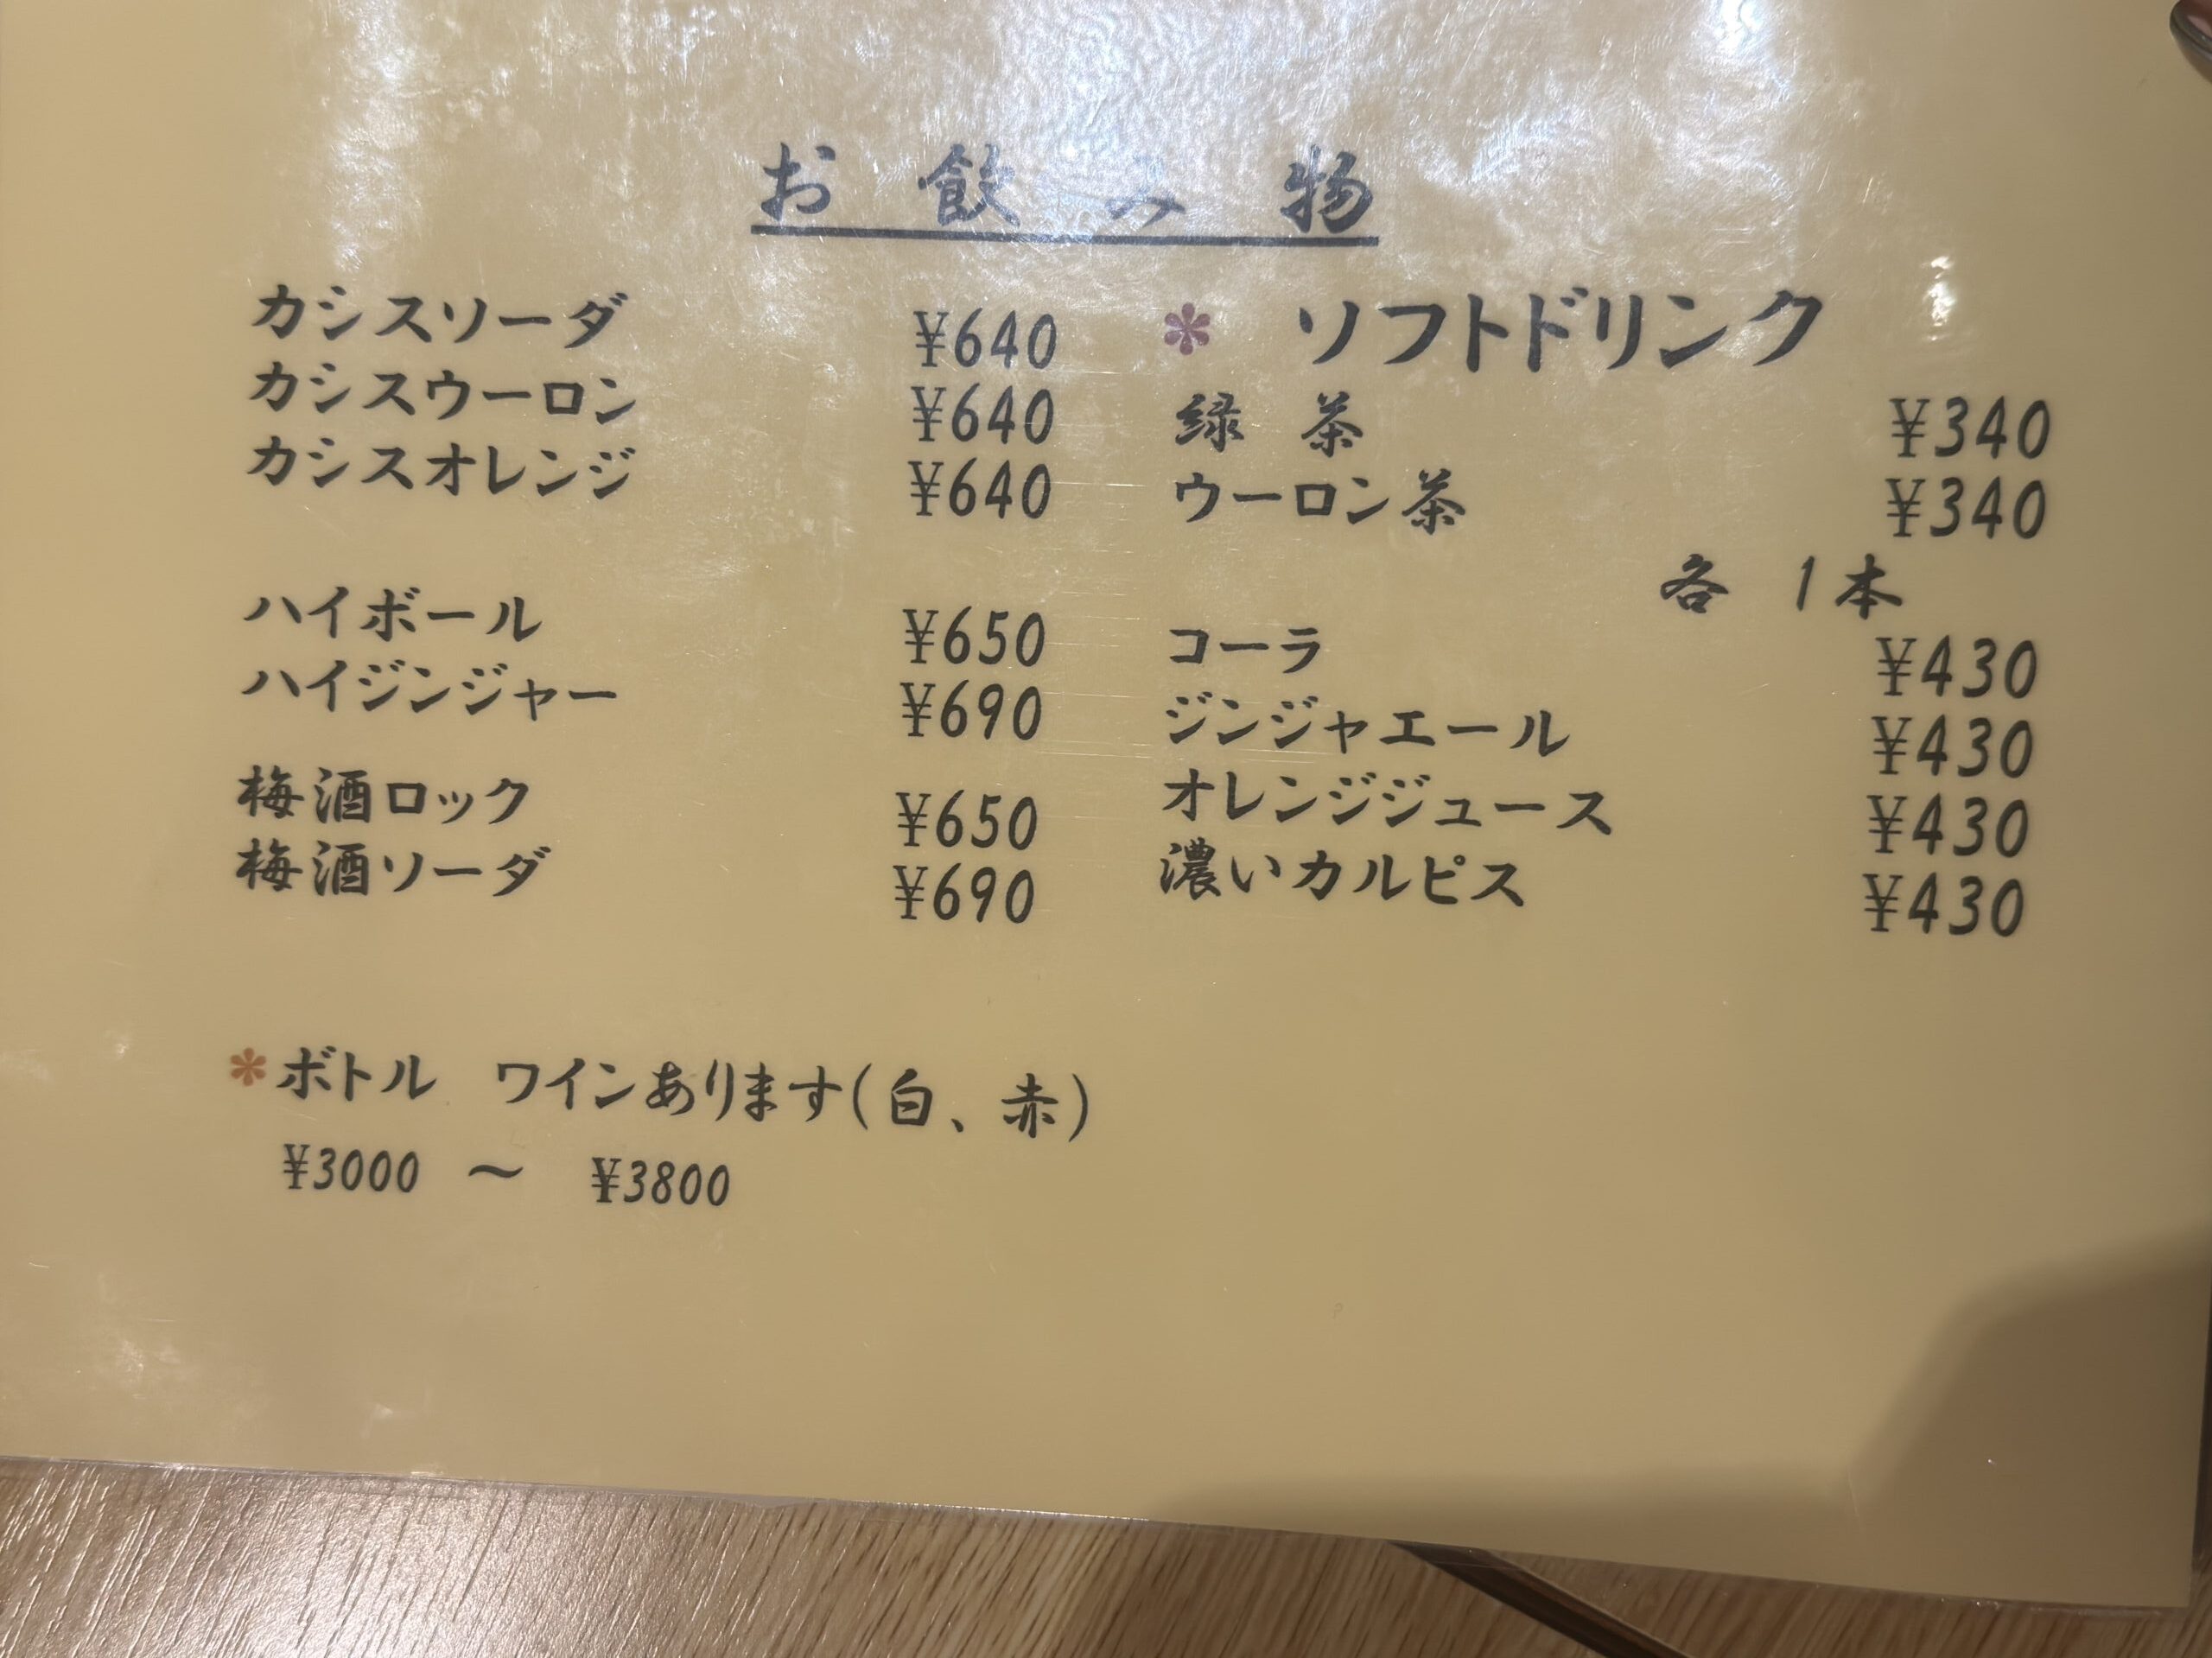 お飲み物
カシスソーダ ¥640
カシスウーロン ¥640
カシスオレンジ ¥640
ハイボール ¥650
ハイジンジャー ¥690
梅酒ロック ¥650
梅酒ソーダ ¥690
*ボトル ワインあります(白、赤)
¥3000 ～ ¥3800
* ソフトドリンク
緑 茶 ¥340
ウーロン茶 ¥340
各 1本
コーラ ¥430
ジンジャエール ¥430
オレンジジュース ¥430
濃いカルピス ¥430